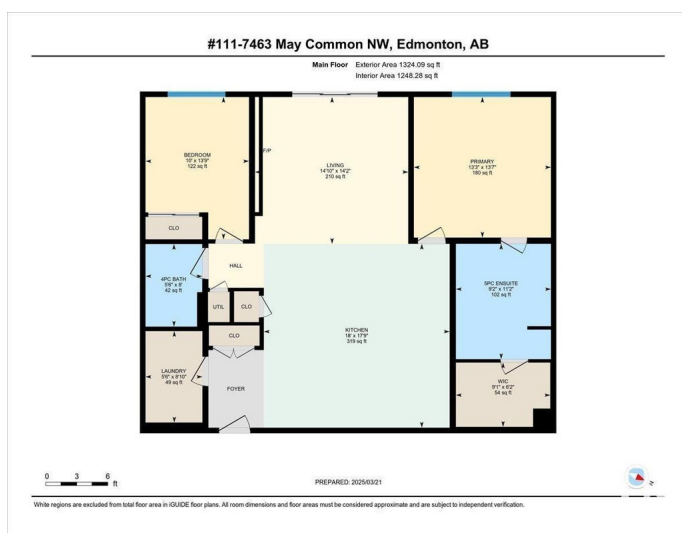 #111-7463 May Common NW, Edmonton, AB
Main Floor Exterior Area 1324.09 sq ft
Interior Area 1248.28 sq ft
BEDROOM
10' x 13'9"
122 sq ft
F/P
LIVING
14'10" x 14'2"
210 sq ft
PRIMARY
13'3" x 13'7"
180 sq ft
CLO
HALL
4PC BATH
5'6" x 8'
42 sq ft
UTIL
CLO
5PC ENSUITE
9'2" x 11'2"
102 sq ft
KITCHEN
18' x 17'9"
319 sq ft
CLO
LAUNDRY
5'6" x 8'10"
49 sq ft
FOYER
WIC
9'1" x 6'2"
54 sq ft
0 3 6
ft
PREPARED: 2025/03/21
N
White regions are excluded from total floor area in iGUIDE floor plans. All room dimensions and floor areas must be considered approximate and are subject to independent verification.